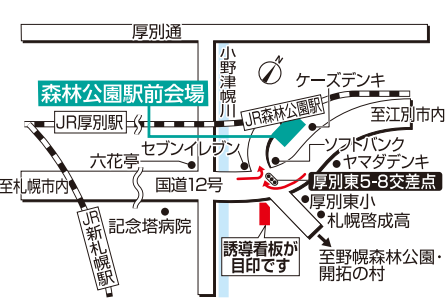 厚別通
小野津幌川
ケーズデンキ
森林公園駅前会場
JR森林公園駅
至江別市内
JR厚別駅
セブンイレブン
ソフトバンク
ヤマダデンキ
六花亭
至札幌市内
国道12号
厚別東5-8交差点
厚別東小
札幌啓成高
JR新札幌駅
記念塔病院
誘導看板が
目印です
至野幌森林公園・
開拓の村